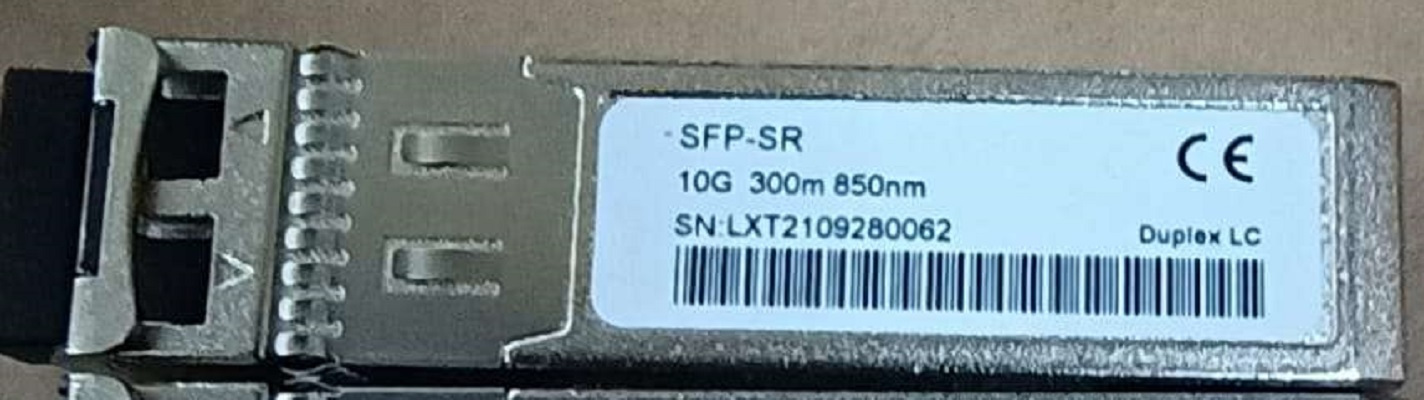 SFP-SR
CE
10G 300m 850nm
SN:LXT2109280062
Duplex LC